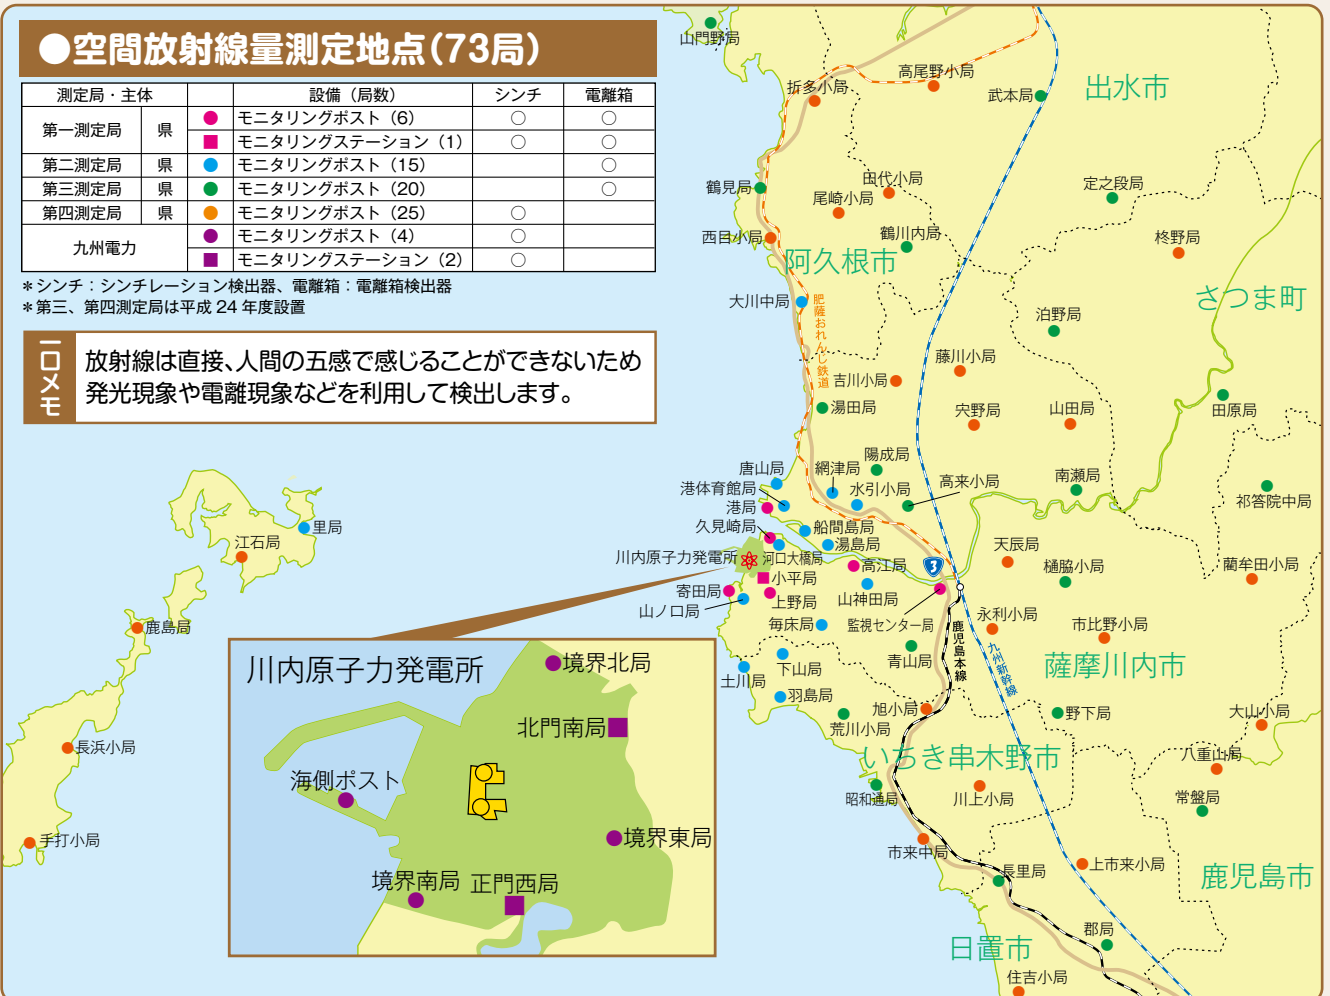 ●空間放射線量測定地点(73局)
測定局・主体 設備（局数） シンチ 電離箱
第一測定局 県 モニタリングポスト（6） ○ ○
モニタリングステーション（1） ○ ○
第二測定局 県 モニタリングポスト（15） ○
第三測定局 県 モニタリングポスト（20） ○
第四測定局 県 モニタリングポスト（25） ○
九州電力 モニタリングポスト（4） ○
モニタリングステーション（2） ○
＊シンチ：シンチレーション検出器、電離箱：電離箱検出器
＊第三、第四測定局は平成 24 年度設置
一口メモ
放射線は直接、人間の五感で感じることができないため
発光現象や電離現象などを利用して検出します。
山門野局
高尾野小局
折多小局
武本局
出水市
鶴見局
田代小局
尾崎小局
定之段局
西目小局
鶴川内局
柊野局
阿久根市
さつま町
大川中局
肥薩おれんじ鉄道
泊野局
藤川小局
吉川小局
湯田局
宍野局
山田局
田原局
唐山局
網津局
陽成局
港体育館局
水引小局
高来小局
南瀬局
祁答院中局
港局
久見崎局
船間島局
湯島局
里局
江石局
川内原子力発電所
河口大橋局
高江局
3
天辰局
樋脇小局
藺牟田小局
小平局
寄田局
上野局
山神田局
山ノ口局
毎床局
監視センター局
永利小局
市比野小局
鹿児島本線
九州新幹線
鹿島局
青山局
薩摩川内市
下山局
土川局
羽島局
旭小局
野下局
大山小局
荒川小局
いちき串木野市
八重山局
長浜小局
昭和通局
川上小局
常盤局
手打小局
市来中局
長里局
上市来小局
鹿児島市
郡局
日置市
住吉小局
川内原子力発電所
境界北局
北門南局
海側ポスト
境界東局
境界南局
正門西局